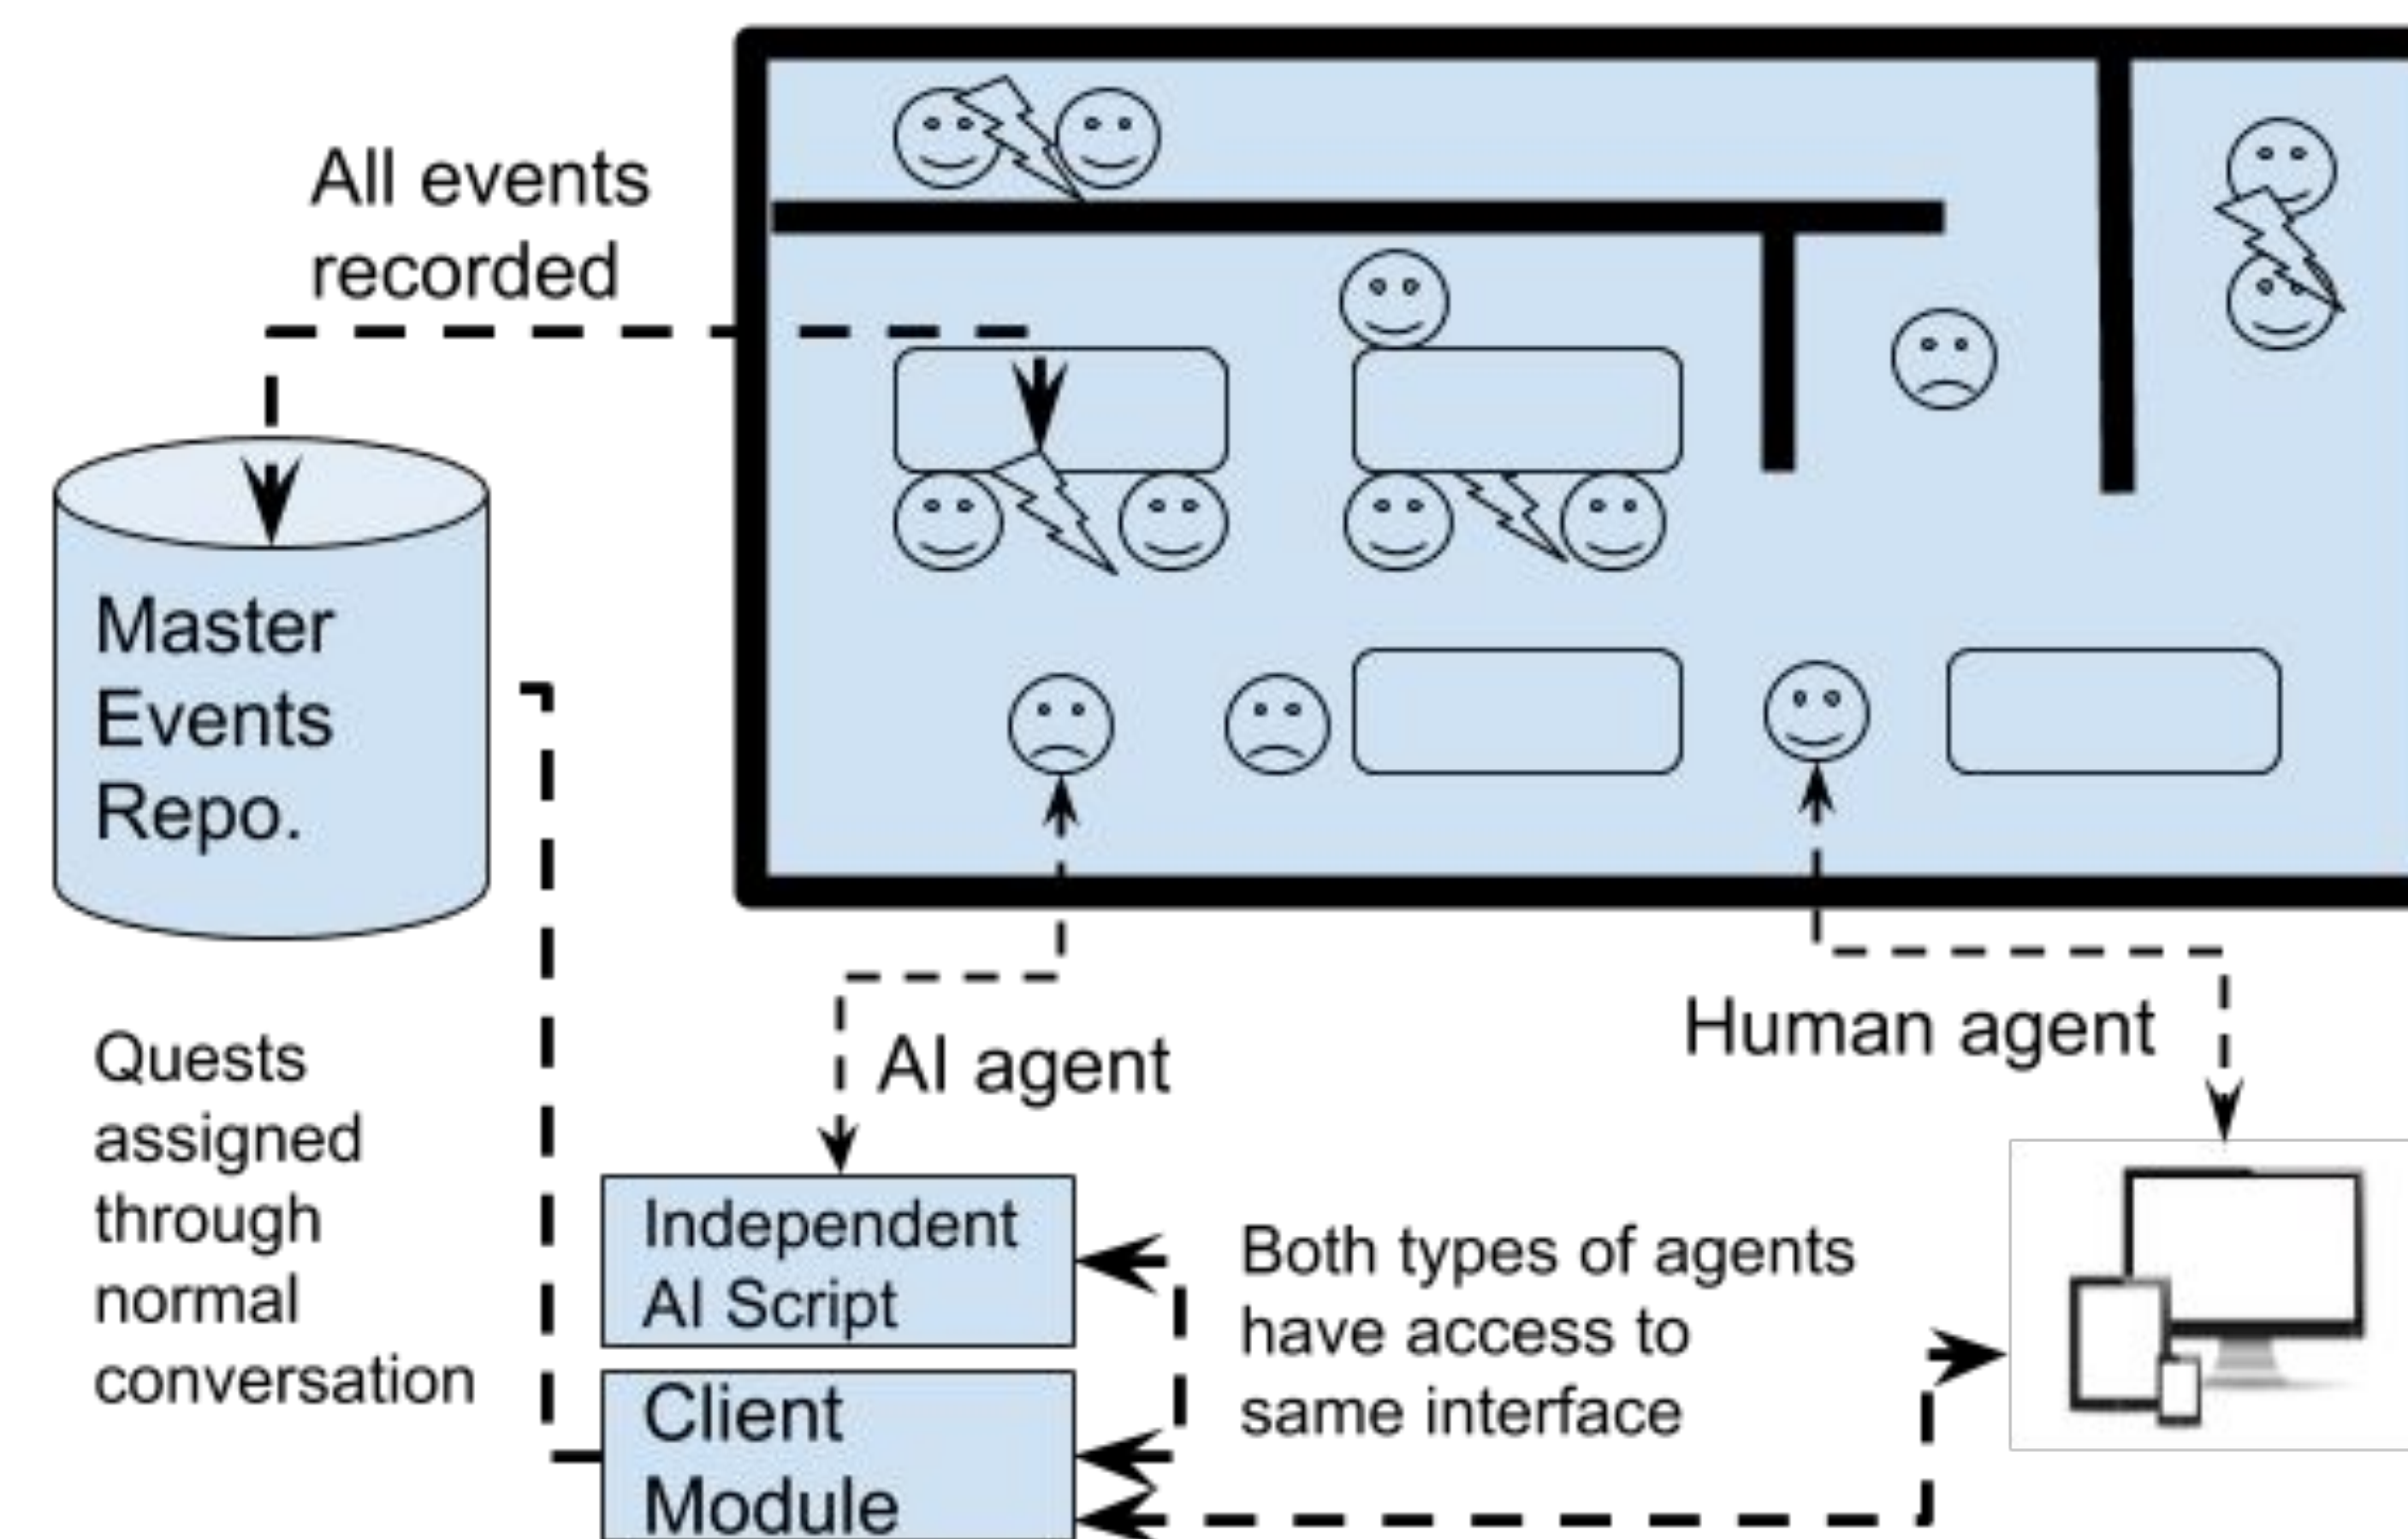 All events
recorded
Master
Events
Repo.
Quests
assigned
through
normal
conversation
AI agent
Human agent
Independent
AI Script
Both types of agents
have access to
same interface
Client
Module